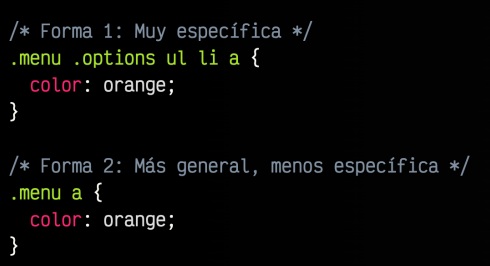 /* Forma 1: Muy específica */
.menu .options ul li a {
  color: orange;
}
/* Forma 2: Más general, menos específica */
.menu a {
  color: orange;
}